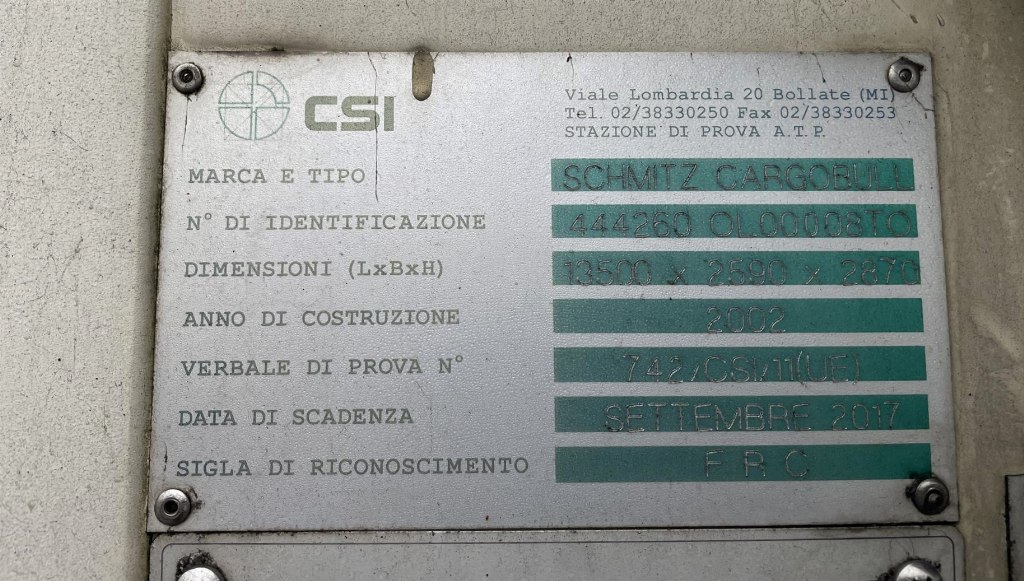 CSI
Viale Lombardia 20 Bollate (MI)
Tel. 02/38330250 Fax 02/38330253
STAZIONE DI PROVA A.T.P.
MARCA E TIPO SCHMITZ CARGOBULL
N° DI IDENTIFICAZIONE 444260 OL00008TO
DIMENSIONI (LxBxH) 13500 x 2590 x 2870
ANNO DI COSTRUZIONE 2002
VERBALE DI PROVA N° 742/CSI/11(UE)
DATA DI SCADENZA SETTEMBRE 2017
SIGLA DI RICONOSCIMENTO F R C